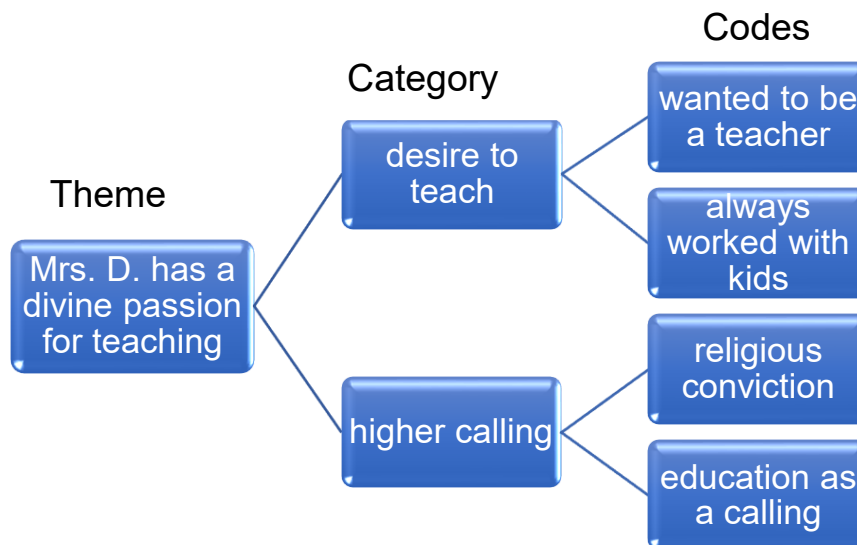 Theme
Mrs. D. has a
divine passion
for teaching
Category
desire to
teach
higher calling
Codes
wanted to be
a teacher
always
worked with
kids
religious
conviction
education as
a calling